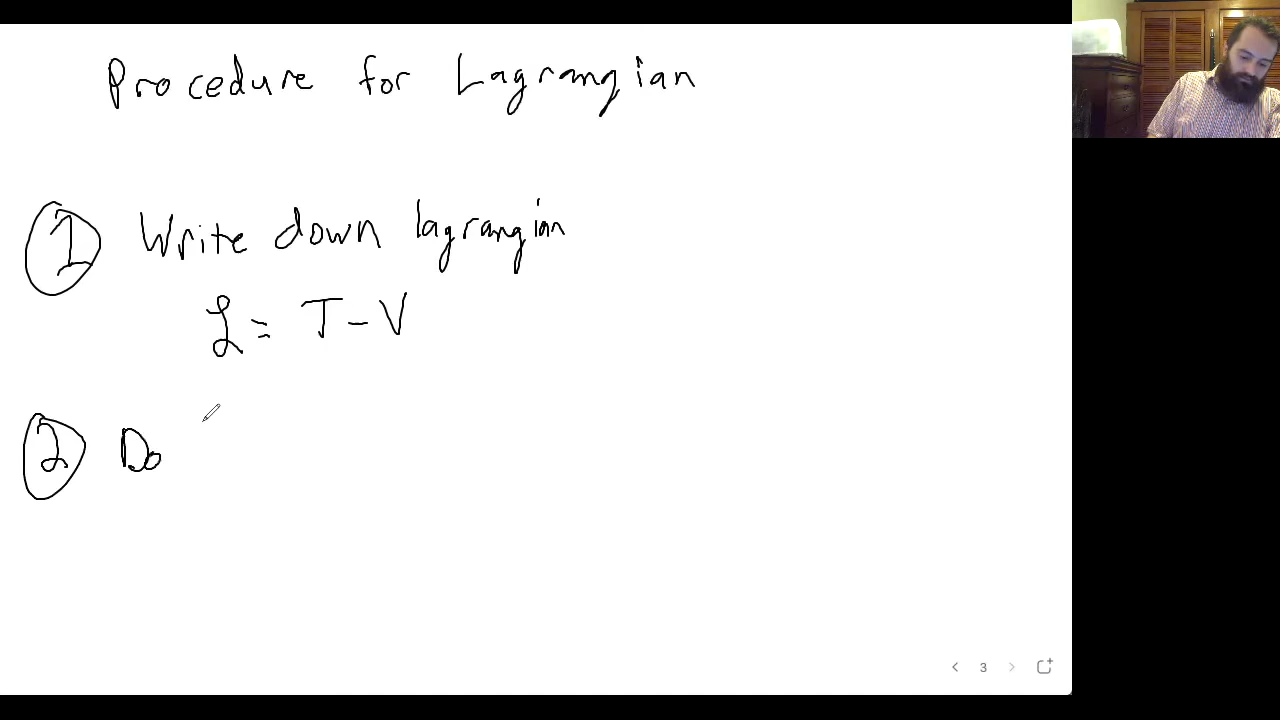 Procedure for Lagrangian
1 Write down lagrangian
ℒ = T - V
2 Do
3